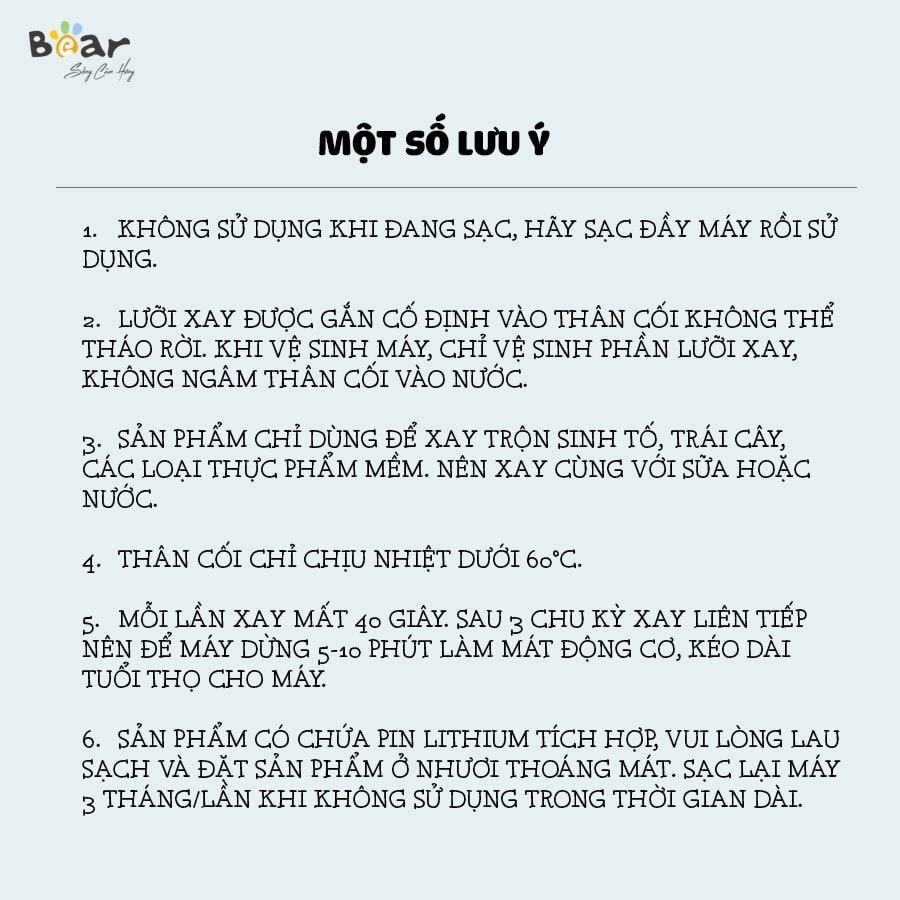 Bear
Sống Cảm Hứng
MỘT SỐ LƯU Ý
1. KHÔNG SỬ DỤNG KHI ĐANG SẠC, HÃY SẠC ĐẦY MÁY RỒI SỬ
DỤNG.
2. LƯỠI XAY ĐƯỢC GẮN CỐ ĐỊNH VÀO THÂN CỐI KHÔNG THỂ
THÁO RỜI. KHI VỆ SINH MÁY, CHỈ VỆ SINH PHẦN LƯỠI XAY,
KHÔNG NGÂM THÂN CỐI VÀO NƯỚC.
3. SẢN PHẨM CHỈ DÙNG ĐỂ XAY TRỘN SINH TỐ, TRÁI CÂY,
CÁC LOẠI THỰC PHẨM MỀM. NÊN XAY CÙNG VỚI SỮA HOẶC
NƯỚC.
4. THÂN CỐI CHỈ CHỊU NHIỆT DƯỚI 60°C.
5. MỖI LẦN XAY MẤT 40 GIÂY. SAU 3 CHU KỲ XAY LIÊN TIẾP
NÊN ĐỂ MÁY DỪNG 5-10 PHÚT LÀM MÁT ĐỘNG CƠ, KÉO DÀI
TUỔI THỌ CHO MÁY.
6. SẢN PHẨM CÓ CHỨA PIN LITHIUM TÍCH HỢP, VUI LÒNG LAU
SẠCH VÀ ĐẶT SẢN PHẨM Ở NHƯƠI THOÁNG MÁT. SẠC LẠI MÁY
3 THÁNG/LẦN KHI KHÔNG SỬ DỤNG TRONG THỜI GIAN DÀI.